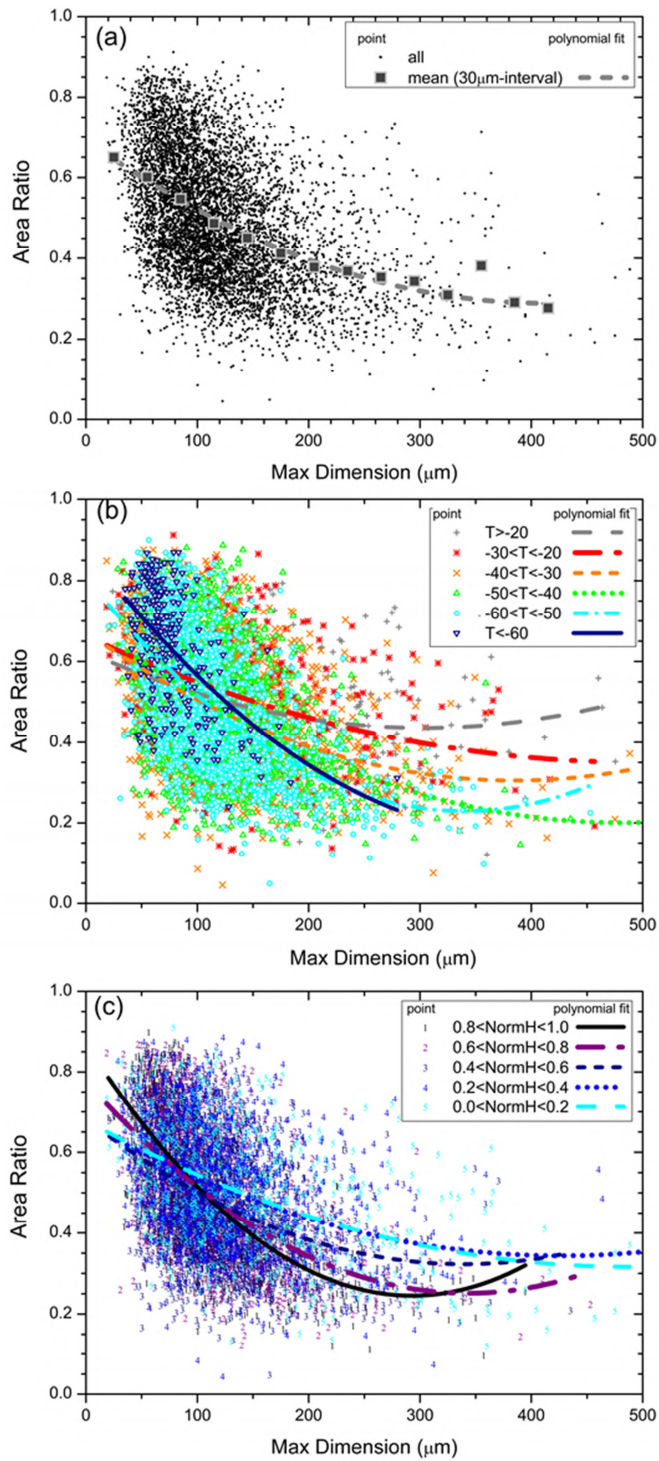 (a)
point polynomial fit
all
mean (30μm-interval)
Area Ratio
1.0
0.8
0.6
0.4
0.2
0.0
0 100 200 300 400 500
Max Dimension (μm)
(b)
point polynomial fit
T>-20
-30<T<-20
-40<T<-30
-50<T<-40
-60<T<-50
T<-60
Area Ratio
1.0
0.8
0.6
0.4
0.2
0.0
0 100 200 300 400 500
Max Dimension (μm)
(c)
point polynomial fit
1 0.8<NormH<1.0
2 0.6<NormH<0.8
3 0.4<NormH<0.6
4 0.2<NormH<0.4
5 0.0<NormH<0.2
Area Ratio
1.0
0.8
0.6
0.4
0.2
0.0
0 100 200 300 400 500
Max Dimension (μm)